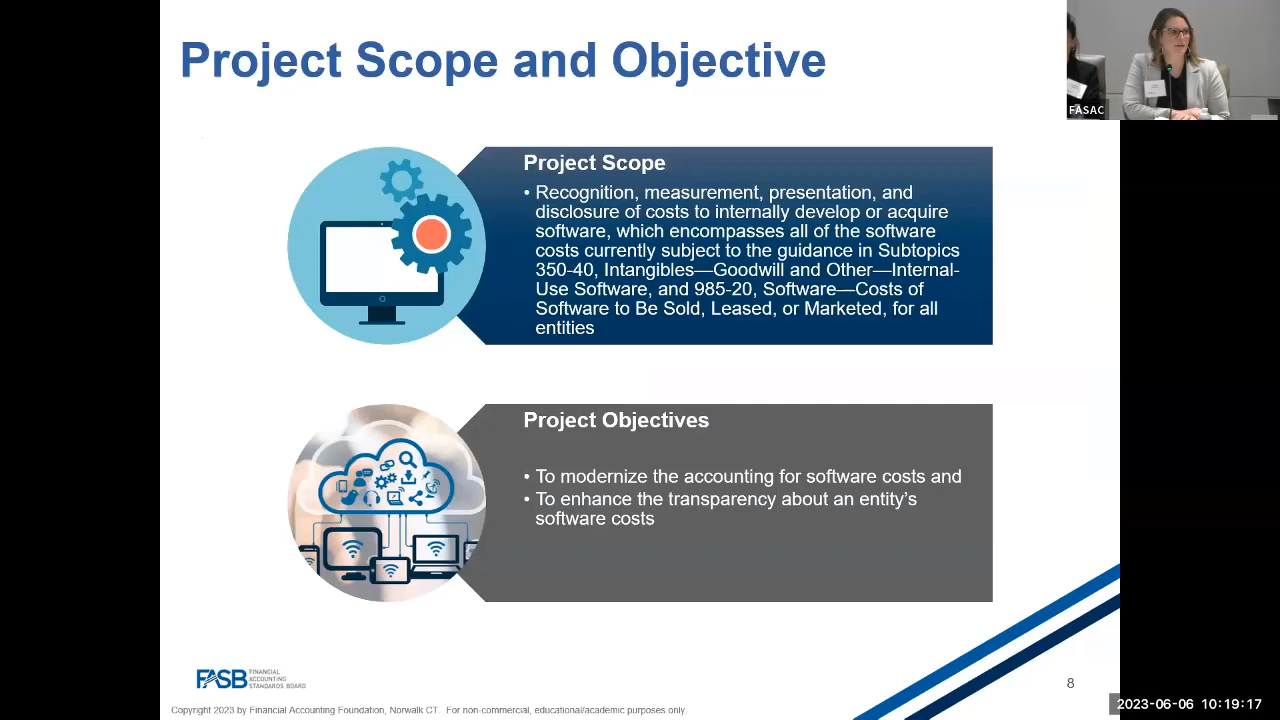 Project Scope and Objective
FASAC
Project Scope
• Recognition, measurement, presentation, and
disclosure of costs to internally develop or acquire
software, which encompasses all of the software
costs currently subject to the guidance in Subtopics
350-40, Intangibles—Goodwill and Other—Internal-
Use Software, and 985-20, Software—Costs of
Software to Be Sold, Leased, or Marketed, for all
entities
Project Objectives
• To modernize the accounting for software costs and
• To enhance the transparency about an entity’s
software costs
FASB
FINANCIAL
ACCOUNTING
STANDARDS BOARD
8
2023-06-06 10:19:17
Copyright 2023 by Financial Accounting Foundation, Norwalk CT. For non-commercial, educational/academic purposes only.